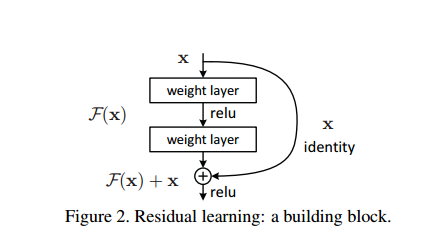 x
weight layer
F(x)
relu
x
weight layer
identity
F(x) + x
relu
Figure 2. Residual learning: a building block.